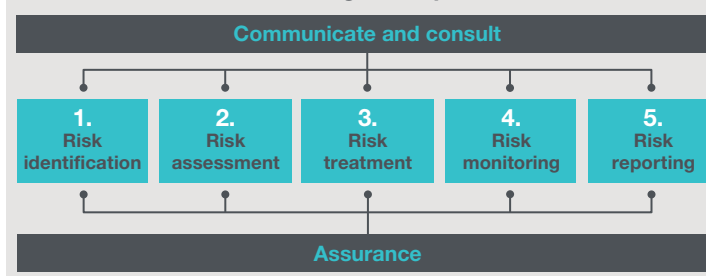 Communicate and consult
1.
Risk
identification
2.
Risk
assessment
3.
Risk
treatment
4.
Risk
monitoring
5.
Risk
reporting
Assurance